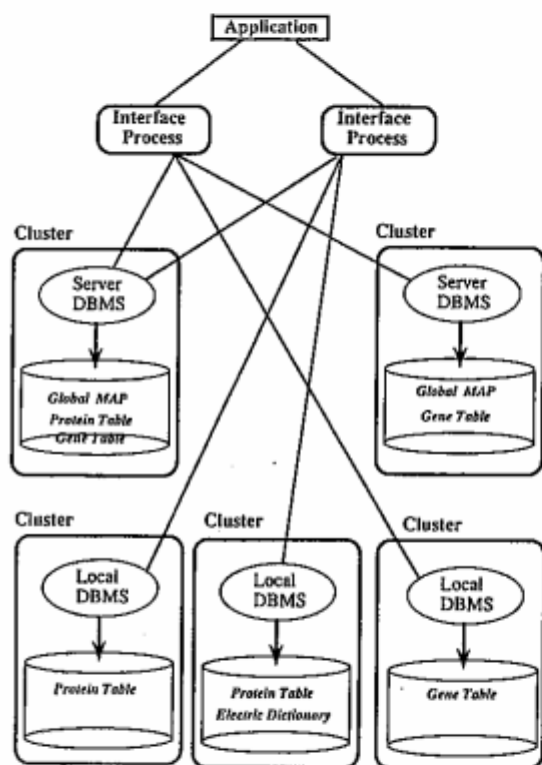 Application
Interface
Process
Interface
Process
Cluster
Server
DBMS
Global MAP
Protein Table
Gene Table
Cluster
Server
DBMS
Global MAP
Gene Table
Cluster
Local
DBMS
Protein Table
Cluster
Local
DBMS
Protein Table
Electric Dictionory
Cluster
Local
DBMS
Gene Table